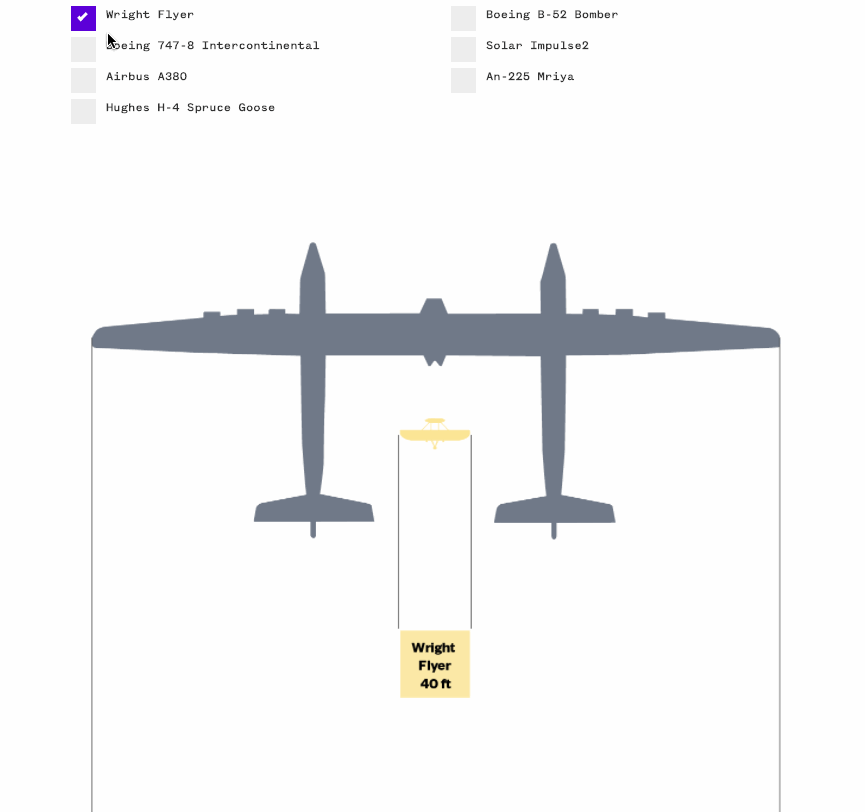 Wright Flyer
Boeing 747-8 Intercontinental
Airbus A380
Hughes H-4 Spruce Goose
Boeing B-52 Bomber
Solar Impulse2
An-225 Mriya
Wright
Flyer
40 ft